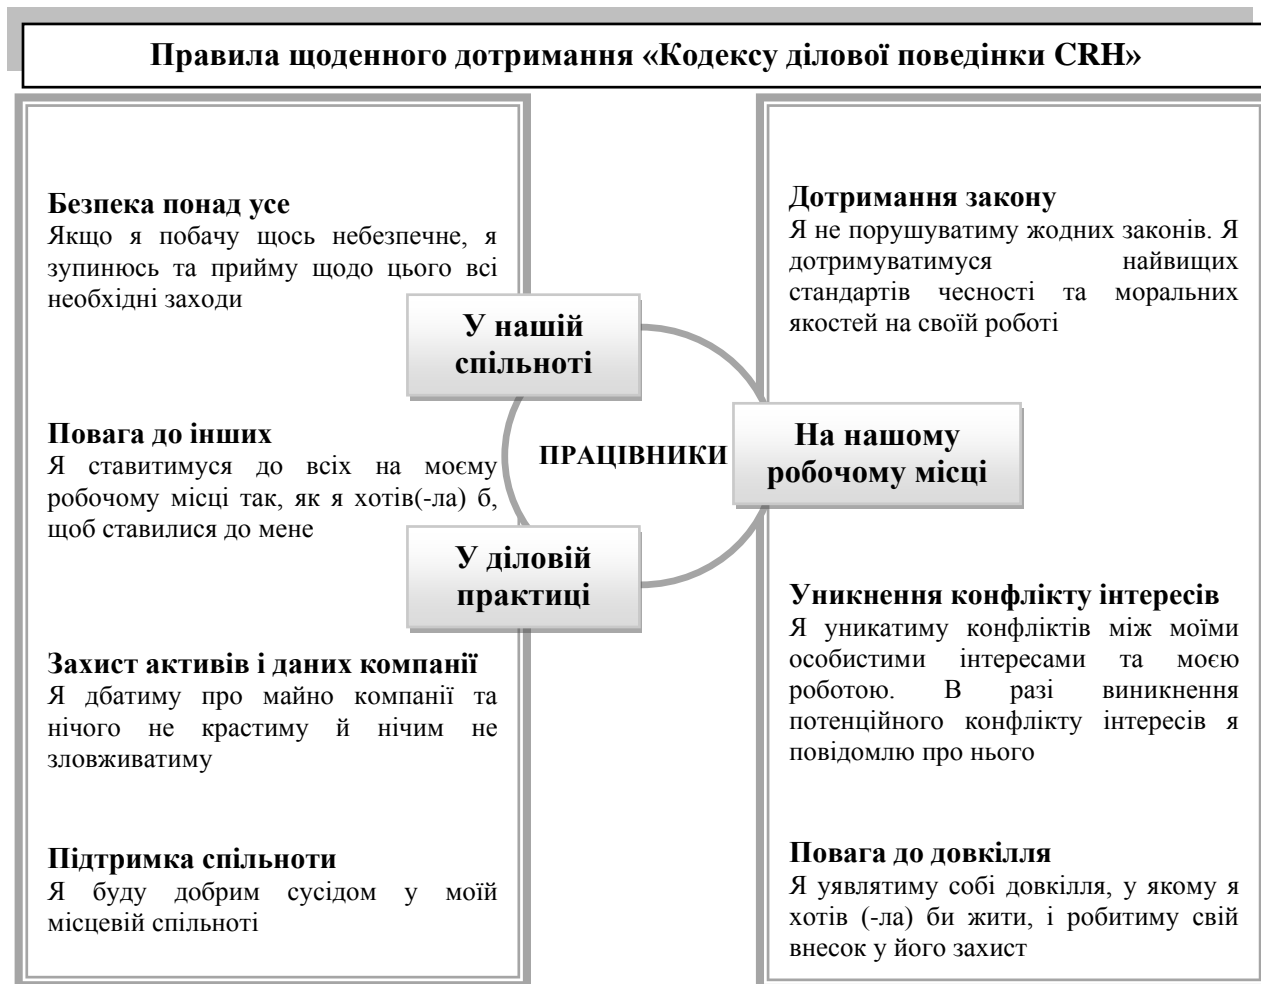 Правила щоденного дотримання «Кодексу ділової поведінки CRH»
Безпека понад усе
Якщо я побачу щось небезпечне, я
зупинюсь та прийму щодо цього всі
необхідні заходи
Повага до інших
Я ставитимуся до всіх на моєму
робочому місці так, як я хотів(-ла) б,
щоб ставилися до мене
Захист активів і даних компанії
Я дбатиму про майно компанії та
нічого не крастиму й нічим не
зловживатиму
Підтримка спільноти
Я буду добрим сусідом у моїй
місцевій спільноті
У нашій
спільноті
ПРАЦІВНИКИ
На нашому
робочому місці
У діловій
практиці
Дотримання закону
Я не порушуватиму жодних законів. Я
дотримуватимуся найвищих
стандартів чесності та моральних
якостей на своїй роботі
Уникнення конфлікту інтересів
Я уникатиму конфліктів між моїми
особистими інтересами та моєю
роботою. В разі виникнення
потенційного конфлікту інтересів я
повідомлю про нього
Повага до довкілля
Я уявлятиму собі довкілля, у якому я
хотів (-ла) би жити, і робитиму свій
внесок у його захист